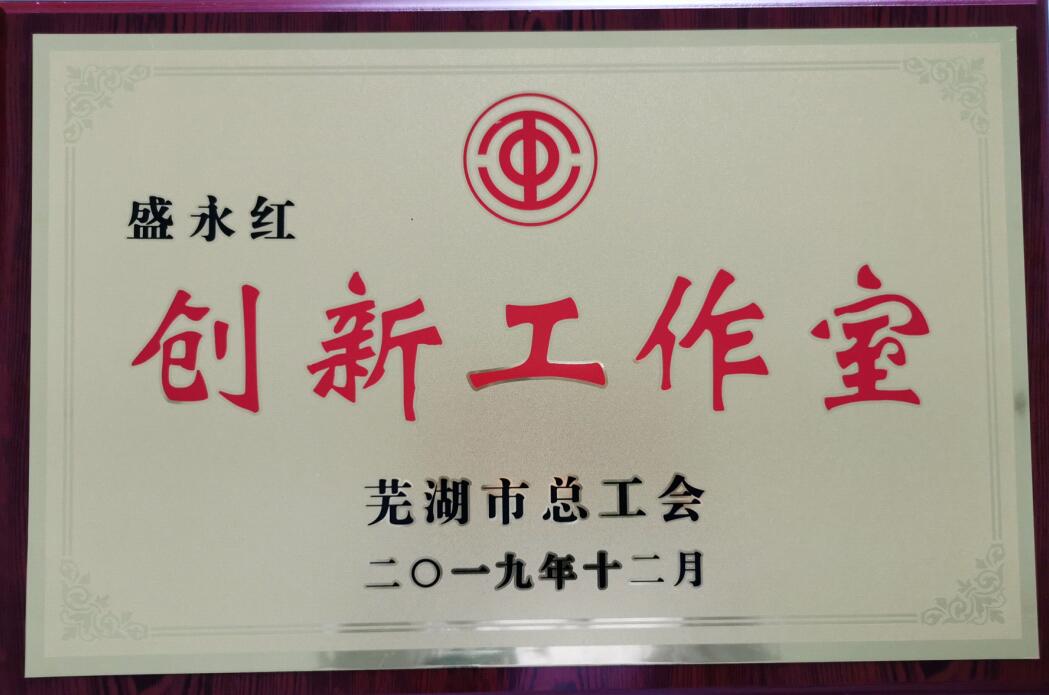 盛永红
创新工作室
芜湖市总工会
二〇一九年十二月